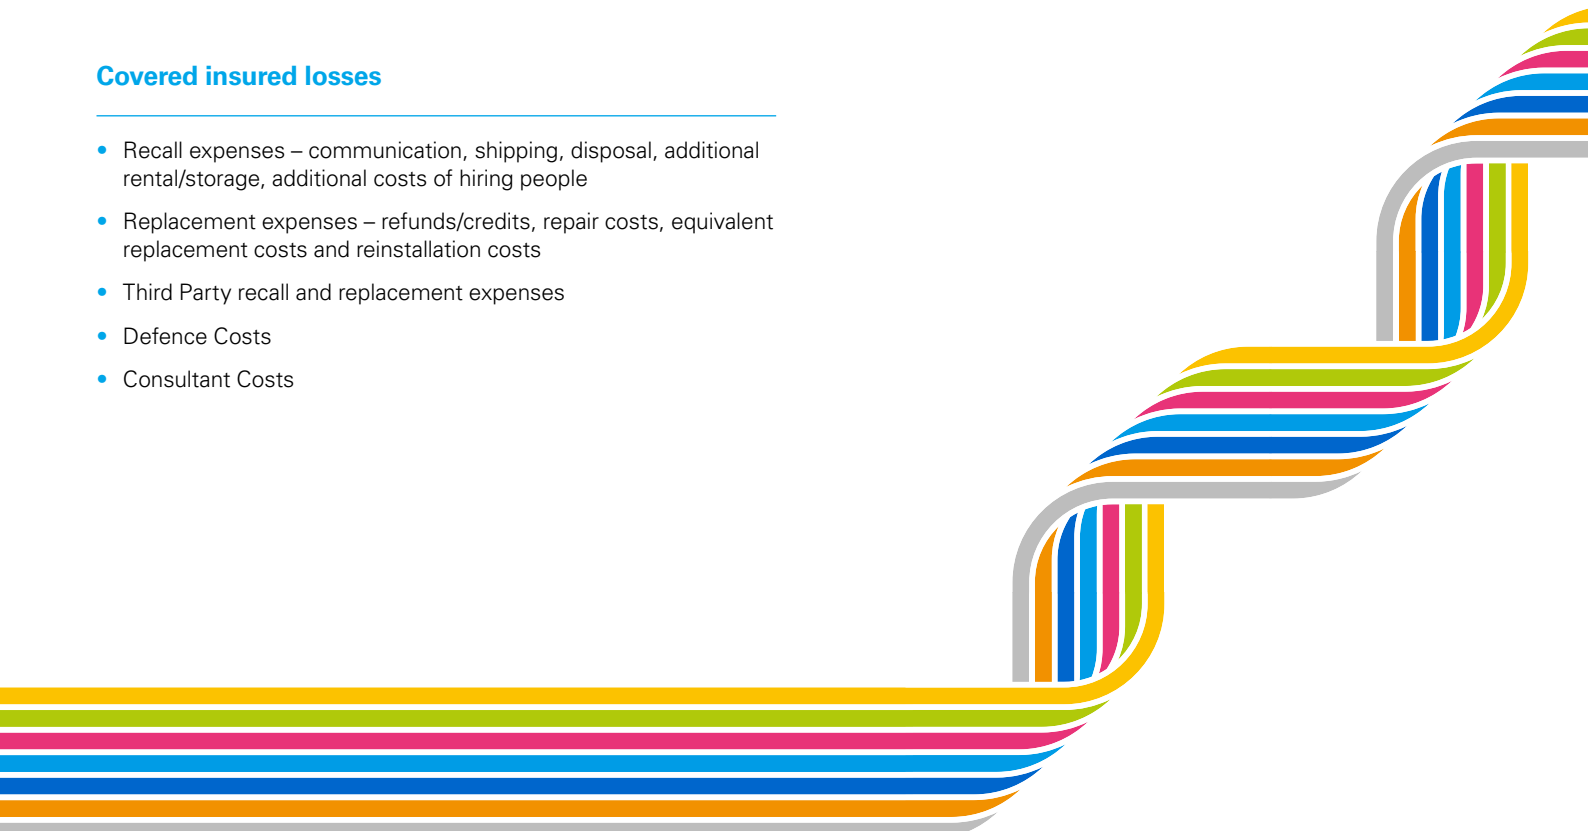 Covered insured losses
• Recall expenses – communication, shipping, disposal, additional
rental/storage, additional costs of hiring people
• Replacement expenses – refunds/credits, repair costs, equivalent
replacement costs and reinstallation costs
• Third Party recall and replacement expenses
• Defence Costs
• Consultant Costs